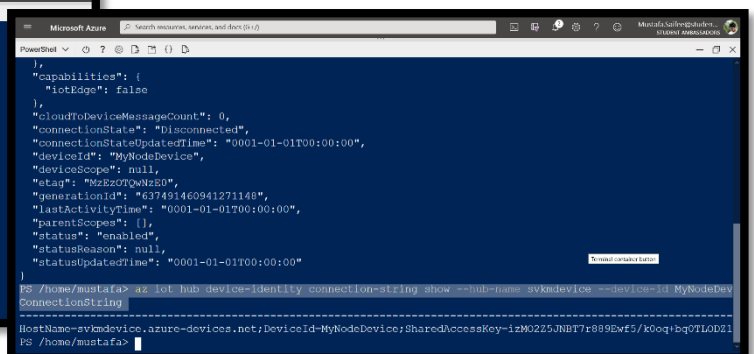 Microsoft Azure
Search resources, services, and docs (G+/)
Mustafa.Saifee@studen...
STUDENT AMBASSADORS
PowerShell
},
"capabilities": {
"iotEdge": false
},
"cloudToDeviceMessageCount": 0,
"connectionState": "Disconnected",
"connectionStateUpdatedTime": "0001-01-01T00:00:00",
"deviceId": "MyNodeDevice",
"deviceScope": null,
"etag": "MzEzOTQwNzE0",
"generationId": "637491460941271148",
"lastActivityTime": "0001-01-01T00:00:00",
"parentScopes": [],
"status": "enabled",
"statusReason": null,
"statusUpdatedTime": "0001-01-01T00:00:00"
Terminal container button
}
PS /home/mustafa> az iot hub device-identity connection-string show --hub-name svkmdevice --device-id MyNodeDev
ConnectionString
--------------------------------------------------------------------------------------------------------------
HostName=svkmdevice.azure-devices.net;DeviceId=MyNodeDevice;SharedAccessKey=izMO2Z5JNBT7r889Ewf5/k0oq+bqOTLODZ1
PS /home/mustafa>